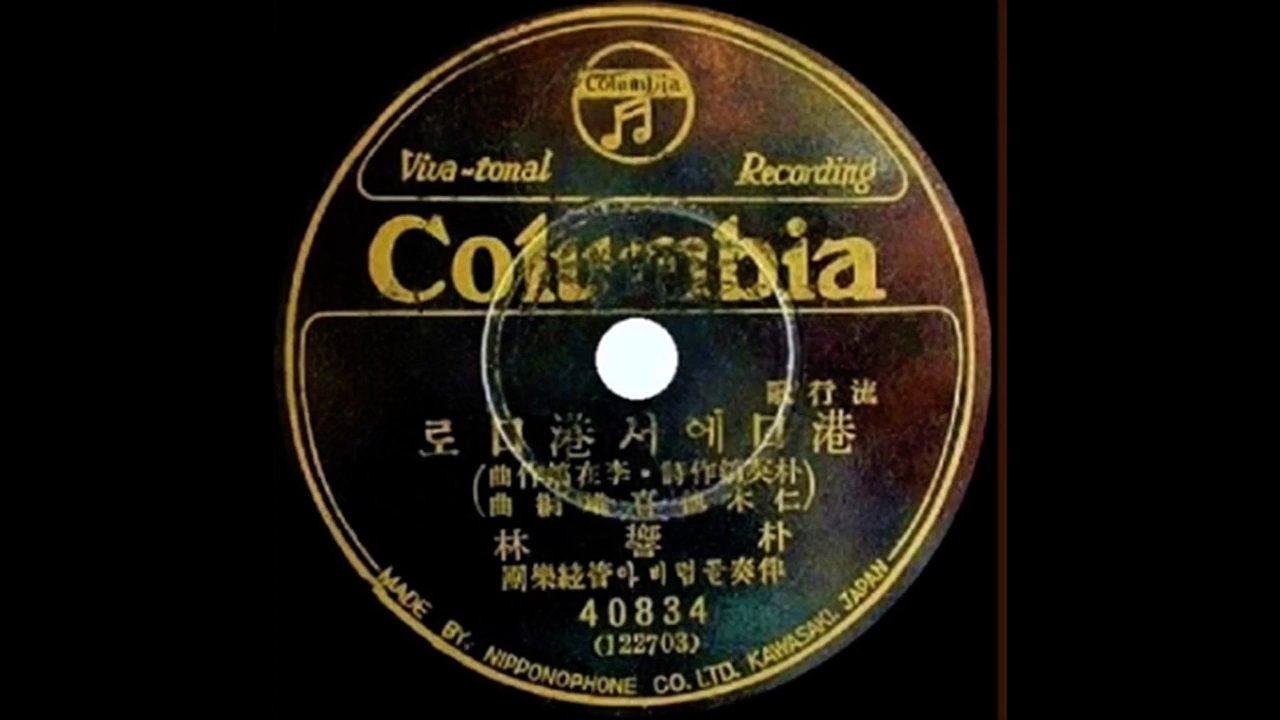 Columbia
Viva-tonal Recording
Columbia
流行歌
港口에서港口로
(朴英鎬作詩・李在鎬作曲
仁木他喜雄編曲)
朴響林
伴奏콜럼비아管絃樂團
40834
(122703)
MADE BY NIPPONOPHONE CO. LTD. KAWASAKI, JAPAN